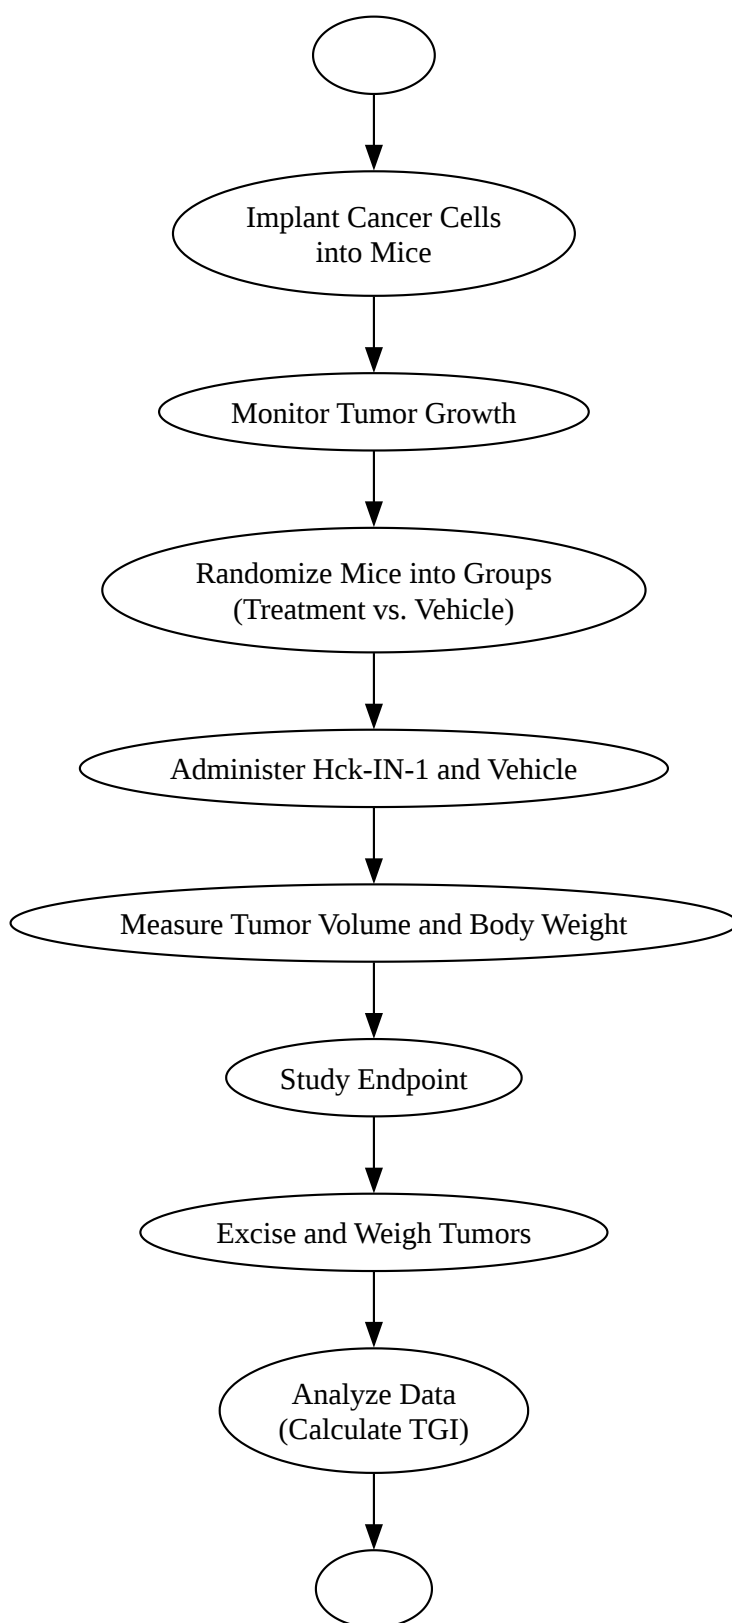 Implant Cancer Cells
into Mice
Monitor Tumor Growth
Randomize Mice into Groups
(Treatment vs. Vehicle)
Administer Hck-IN-1 and Vehicle
Measure Tumor Volume and Body Weight
Study Endpoint
Excise and Weigh Tumors
Analyze Data
(Calculate TGI)